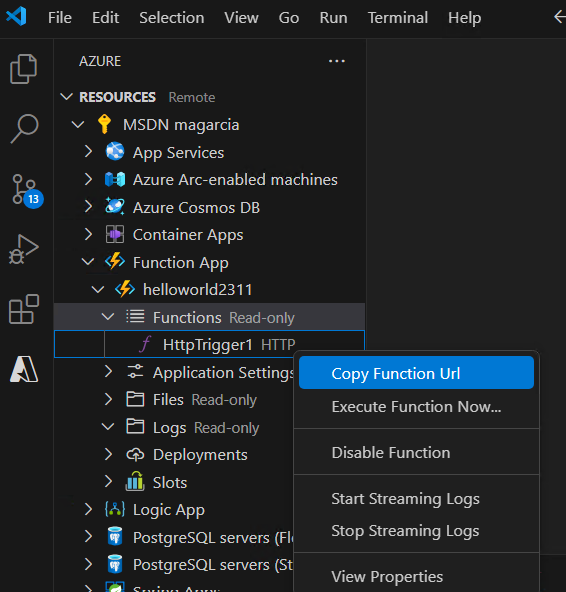 File Edit Selection View Go Run Terminal Help
AZURE
RESOURCES Remote
MSDN magarcia
App Services
Azure Arc-enabled machines
Azure Cosmos DB
Container Apps
Function App
helloworld2311
Functions Read-only
HttpTrigger1 HTTP
Application Settings
Files Read-only
Logs Read-only
Deployments
Slots
Logic App
PostgreSQL servers (Fl
PostgreSQL servers (St
Spring Apps
13
Copy Function Url
Execute Function Now...
Disable Function
Start Streaming Logs
Stop Streaming Logs
View Properties